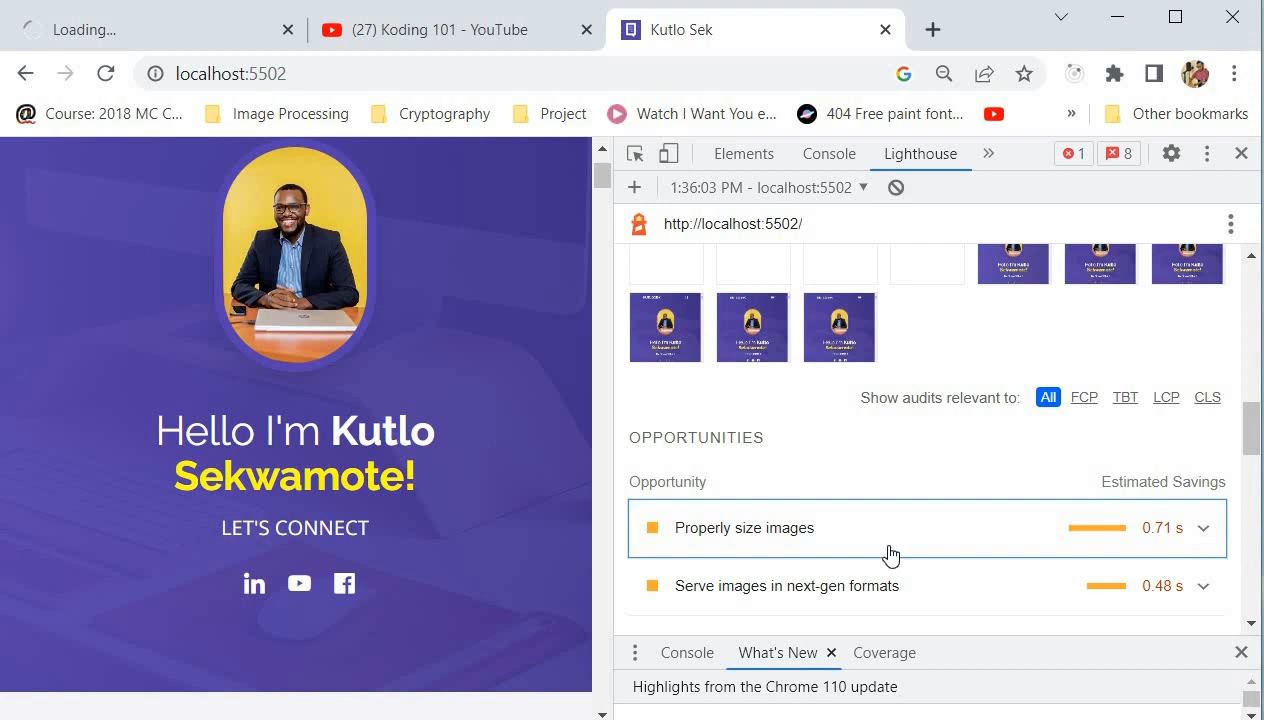 Loading...
(27) Koding 101 - YouTube
Kutlo Sek
localhost:5502
Course: 2018 MC C...
Image Processing
Cryptography
Project
Watch I Want You e...
404 Free paint font...
»
Other bookmarks
Elements
Console
Lighthouse
»
1
8
1:36:03 PM - localhost:5502
http://localhost:5502/
Show audits relevant to:
All
FCP
TBT
LCP
CLS
OPPORTUNITIES
Opportunity
Estimated Savings
Properly size images
0.71 s
Serve images in next-gen formats
0.48 s
Console
What's New
Coverage
Highlights from the Chrome 110 update
Hello I'm Kutlo
Sekwamote!
LET'S CONNECT